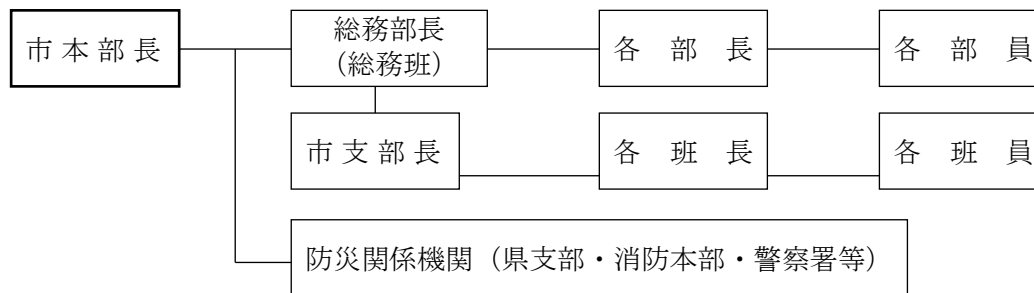 市本部長
総務部長
(総務班)
各部長
各部員
市支部長
各班長
各班員
防災関係機関（県支部・消防本部・警察署等）